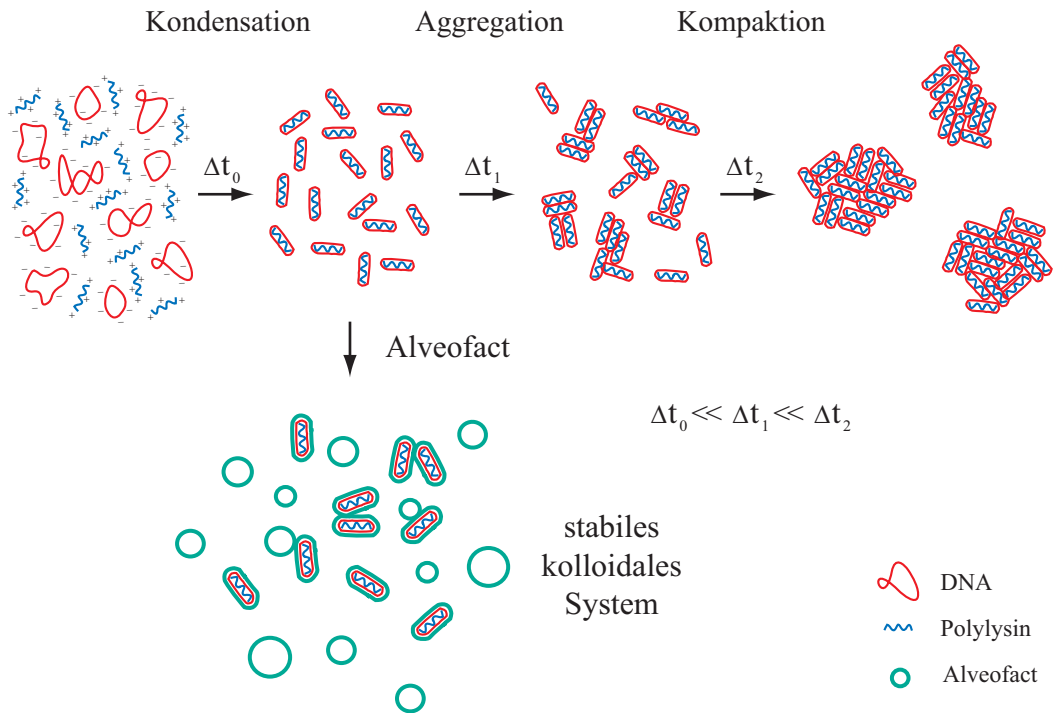 Kondensation
Aggregation
Kompaktion
Δt₀
Δt₁
Δt₂
Alveofact
Δt₀ << Δt₁ << Δt₂
stabiles
kolloidales
System
DNA
Polylysin
Alveofact